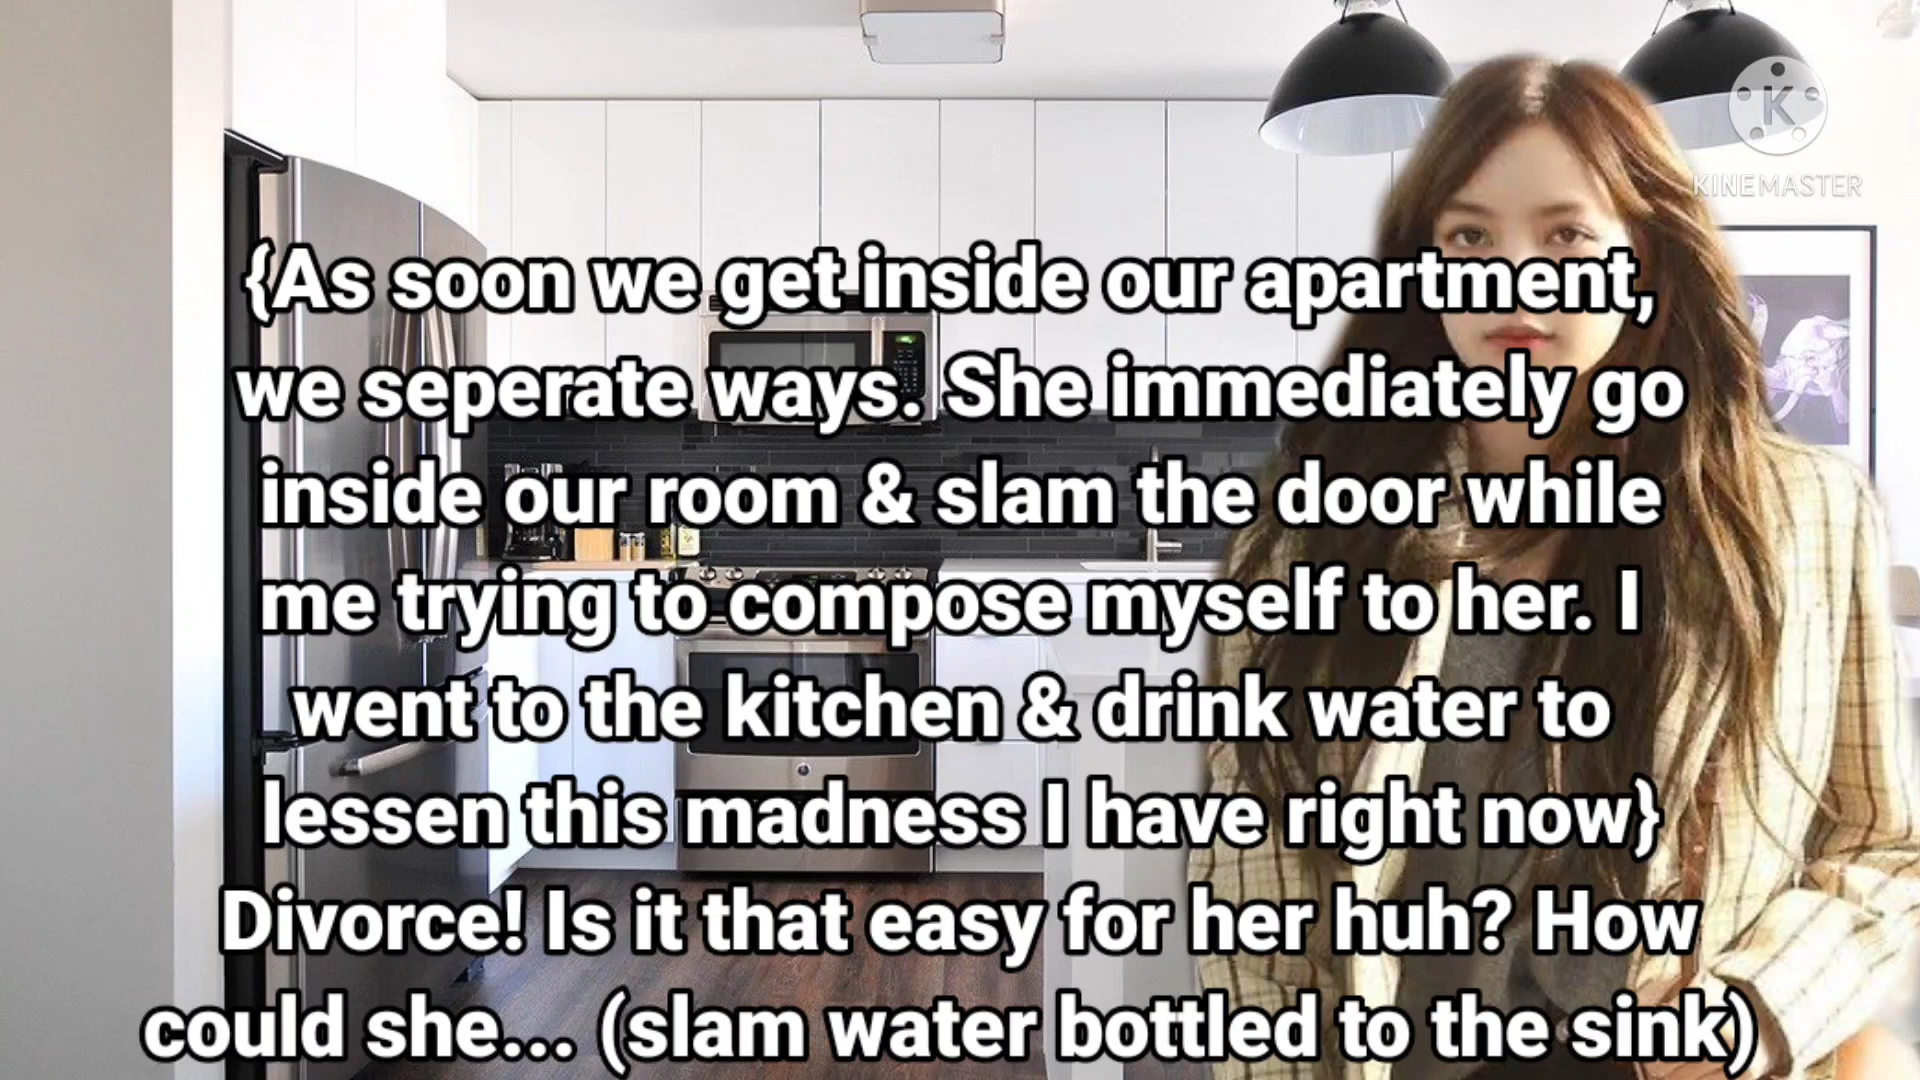 KINEMASTER
{As soon we get inside our apartment,
we seperate ways. She immediately go
inside our room & slam the door while
me trying to compose myself to her. I
went to the kitchen & drink water to
lessen this madness I have right now}
Divorce! Is it that easy for her huh? How
could she... (slam water bottled to the sink)